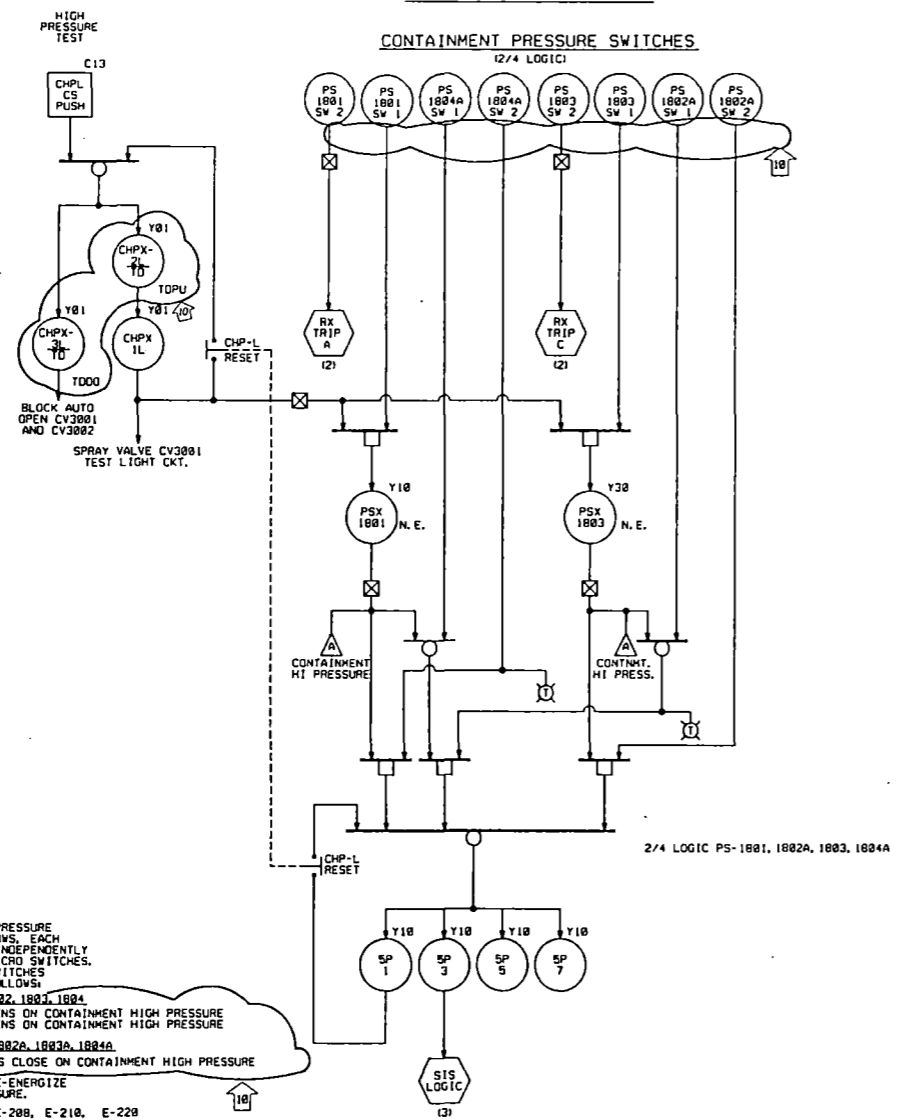 HIGH
PRESSURE
TEST
C13
CHPL
CS
PUSH
CONTAINMENT PRESSURE SWITCHES
(2/4 LOGIC)
PS
1801
SW 2
PS
1801
SW 1
PS
1804A
SW 1
PS
1804A
SW 2
PS
1803
SW 2
PS
1803
SW 1
PS
1802A
SW 1
PS
1802A
SW 2
10
Y01
CHPX-
2L
TD
TDPU
10
Y01
CHPX-
3L
TD
TDDO
Y01
CHPX
1L
CHP-L
RESET
BLOCK AUTO
OPEN CV3001
AND CV3002
SPRAY VALVE CV3001
TEST LIGHT CKT.
RX
TRIP
A
(2)
RX
TRIP
C
(2)
Y10
PSX
1801
N.E.
Y30
PSX
1803
N.E.
A
CONTAINMENT
HI PRESSURE
T
A
CONTNMT.
HI PRESS.
T
CHP-L
RESET
2/4 LOGIC PS-1801, 1802A, 1803, 1804A
Y10
5P
1
Y10
5P
3
Y10
5P
5
Y10
5P
7
SIS
LOGIC
(3)
PRESSURE
WS, EACH
NDEPENDENTLY
CRO SWITCHES.
ITCHES
LLOWS:
02, 1803, 1804
NS ON CONTAINMENT HIGH PRESSURE
NS ON CONTAINMENT HIGH PRESSURE
802A, 1803A, 1804A
S CLOSE ON CONTAINMENT HIGH PRESSURE
E-ENERGIZE
SURE.
10
E-208, E-210, E-220